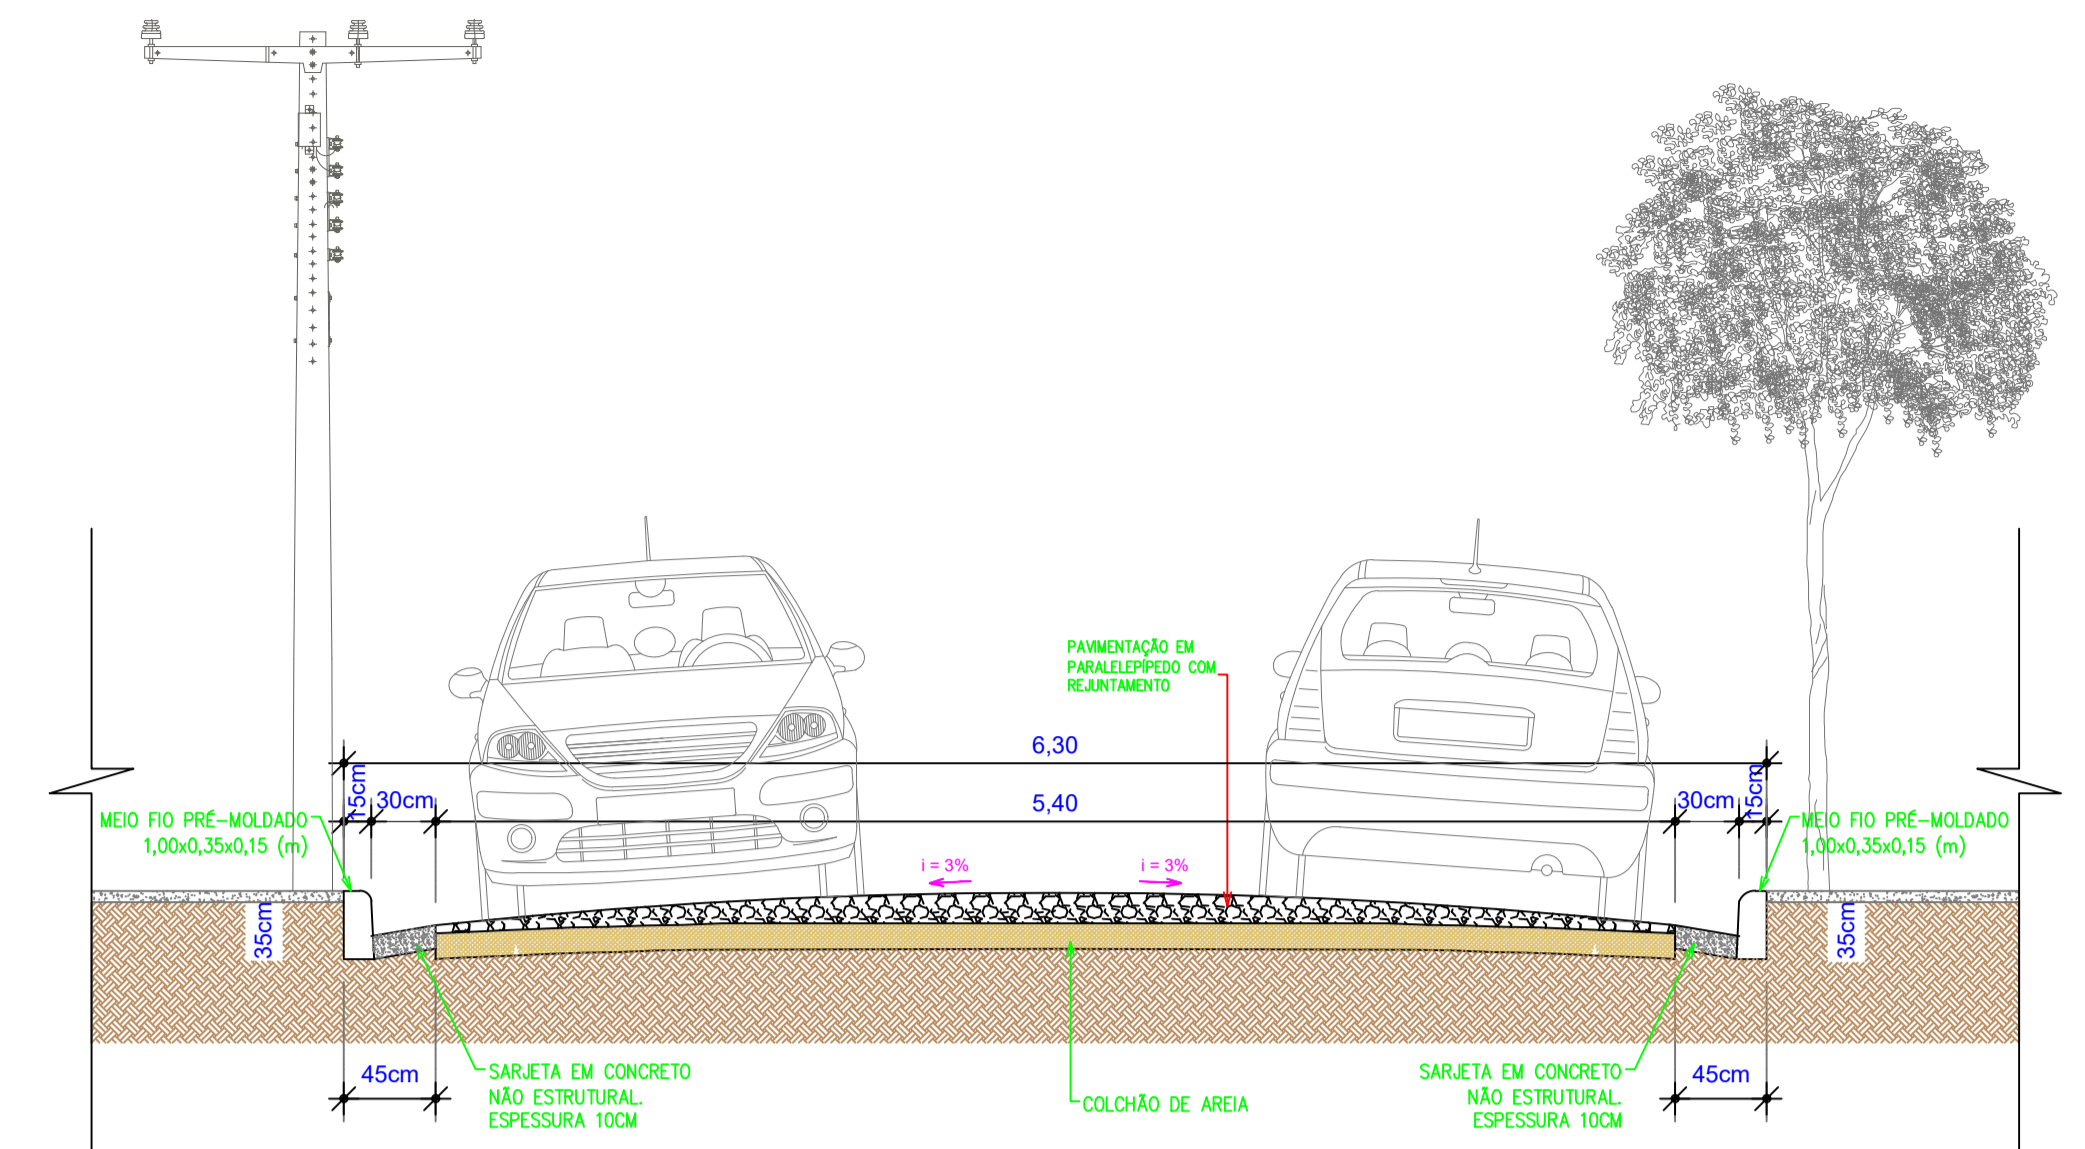 PAVIMENTAÇÃO EM
PARALELEPÍPEDO COM
REJUNTAMENTO
6,30
15cm
30cm
5,40
30cm
15cm
MEIO FIO PRÉ-MOLDADO
1,00x0,35x0,15 (m)
MEIO FIO PRÉ-MOLDADO
1,00x0,35x0,15 (m)
i = 3%
i = 3%
35cm
35cm
45cm
SARJETA EM CONCRETO
NÃO ESTRUTURAL.
ESPESSURA 10CM
COLCHÃO DE AREIA
SARJETA EM CONCRETO
NÃO ESTRUTURAL.
ESPESSURA 10CM
45cm